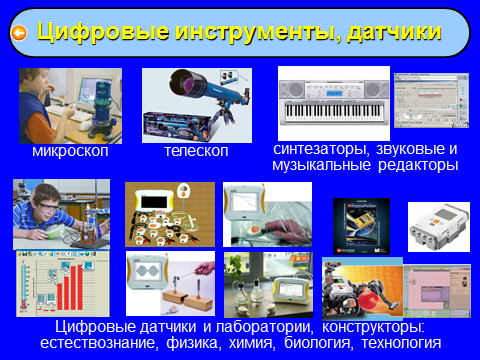 Цифровые инструменты, датчики
микроскоп
телескоп
синтезаторы, звуковые и
музыкальные редакторы
Цифровые датчики и лаборатории, конструкторы:
естествознание, физика, химия, биология, технология